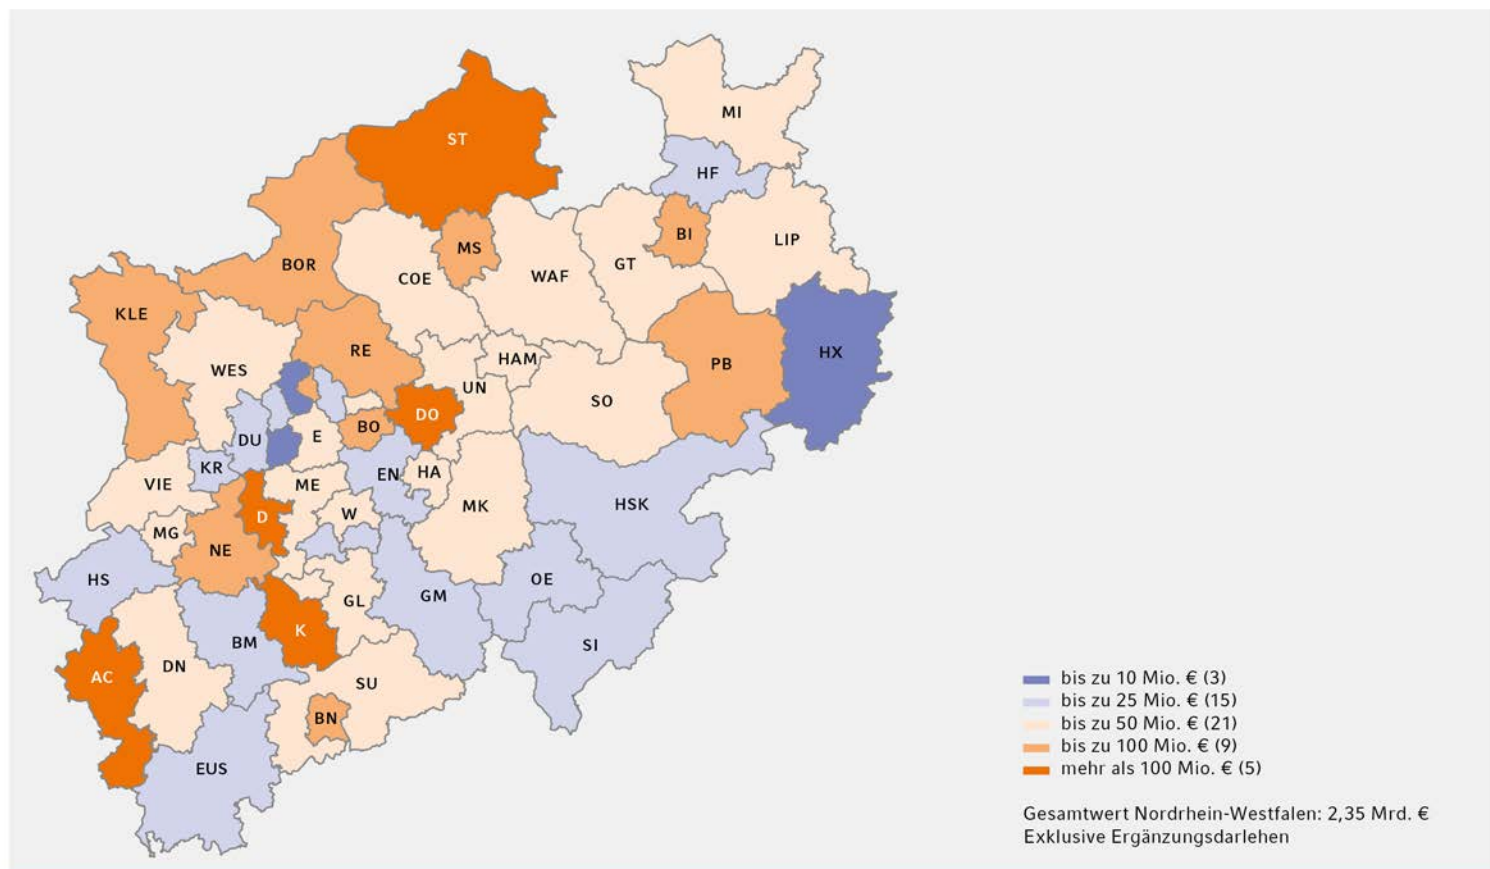 MI
ST
HF
BI
LIP
MS
BOR
COE
WAF
GT
KLE
RE
HAM
PB
HX
WES
UN
SO
DO
BO
DU
E
KR
EN
HA
VIE
ME
MK
HSK
D
W
MG
NE
HS
OE
GL
GM
K
BM
SI
DN
AC
SU
BN
EUS
bis zu 10 Mio. € (3)
bis zu 25 Mio. € (15)
bis zu 50 Mio. € (21)
bis zu 100 Mio. € (9)
mehr als 100 Mio. € (5)
Gesamtwert Nordrhein-Westfalen: 2,35 Mrd. €
Exklusive Ergänzungsdarlehen